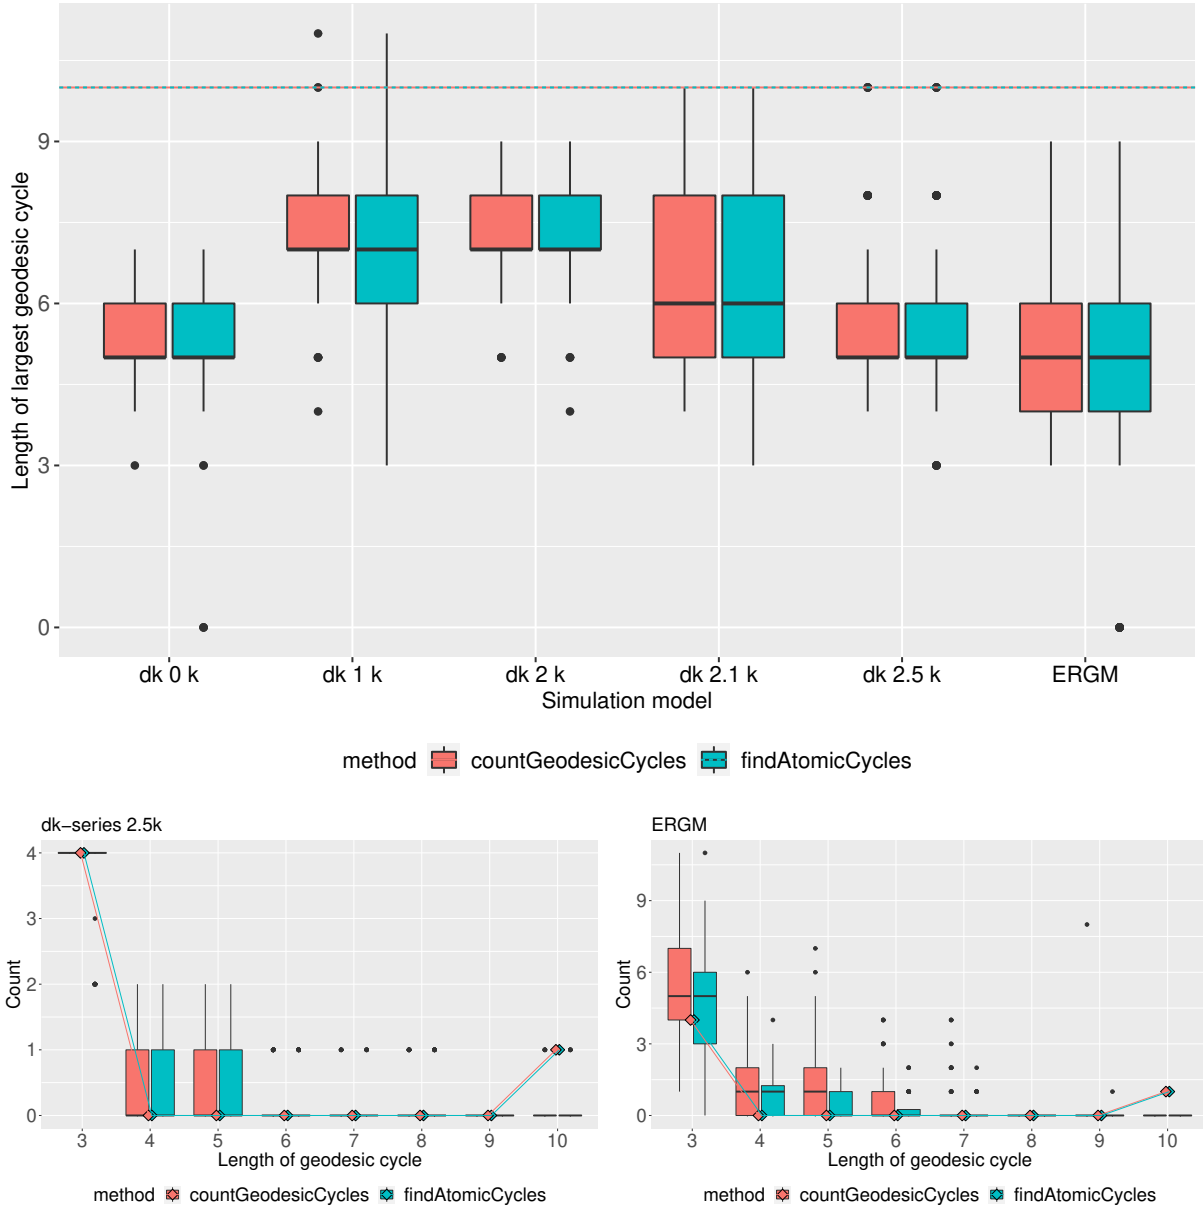 Length of largest geodesic cycle
9
6
3
0
dk 0 k dk 1 k dk 2 k dk 2.1 k dk 2.5 k ERGM
Simulation model
method countGeodesicCycles findAtomicCycles
dk−series 2.5k
Count
4
3
2
1
0
3 4 5 6 7 8 9 10
Length of geodesic cycle
method countGeodesicCycles findAtomicCycles
ERGM
Count
9
6
3
0
3 4 5 6 7 8 9 10
Length of geodesic cycle
method countGeodesicCycles findAtomicCycles